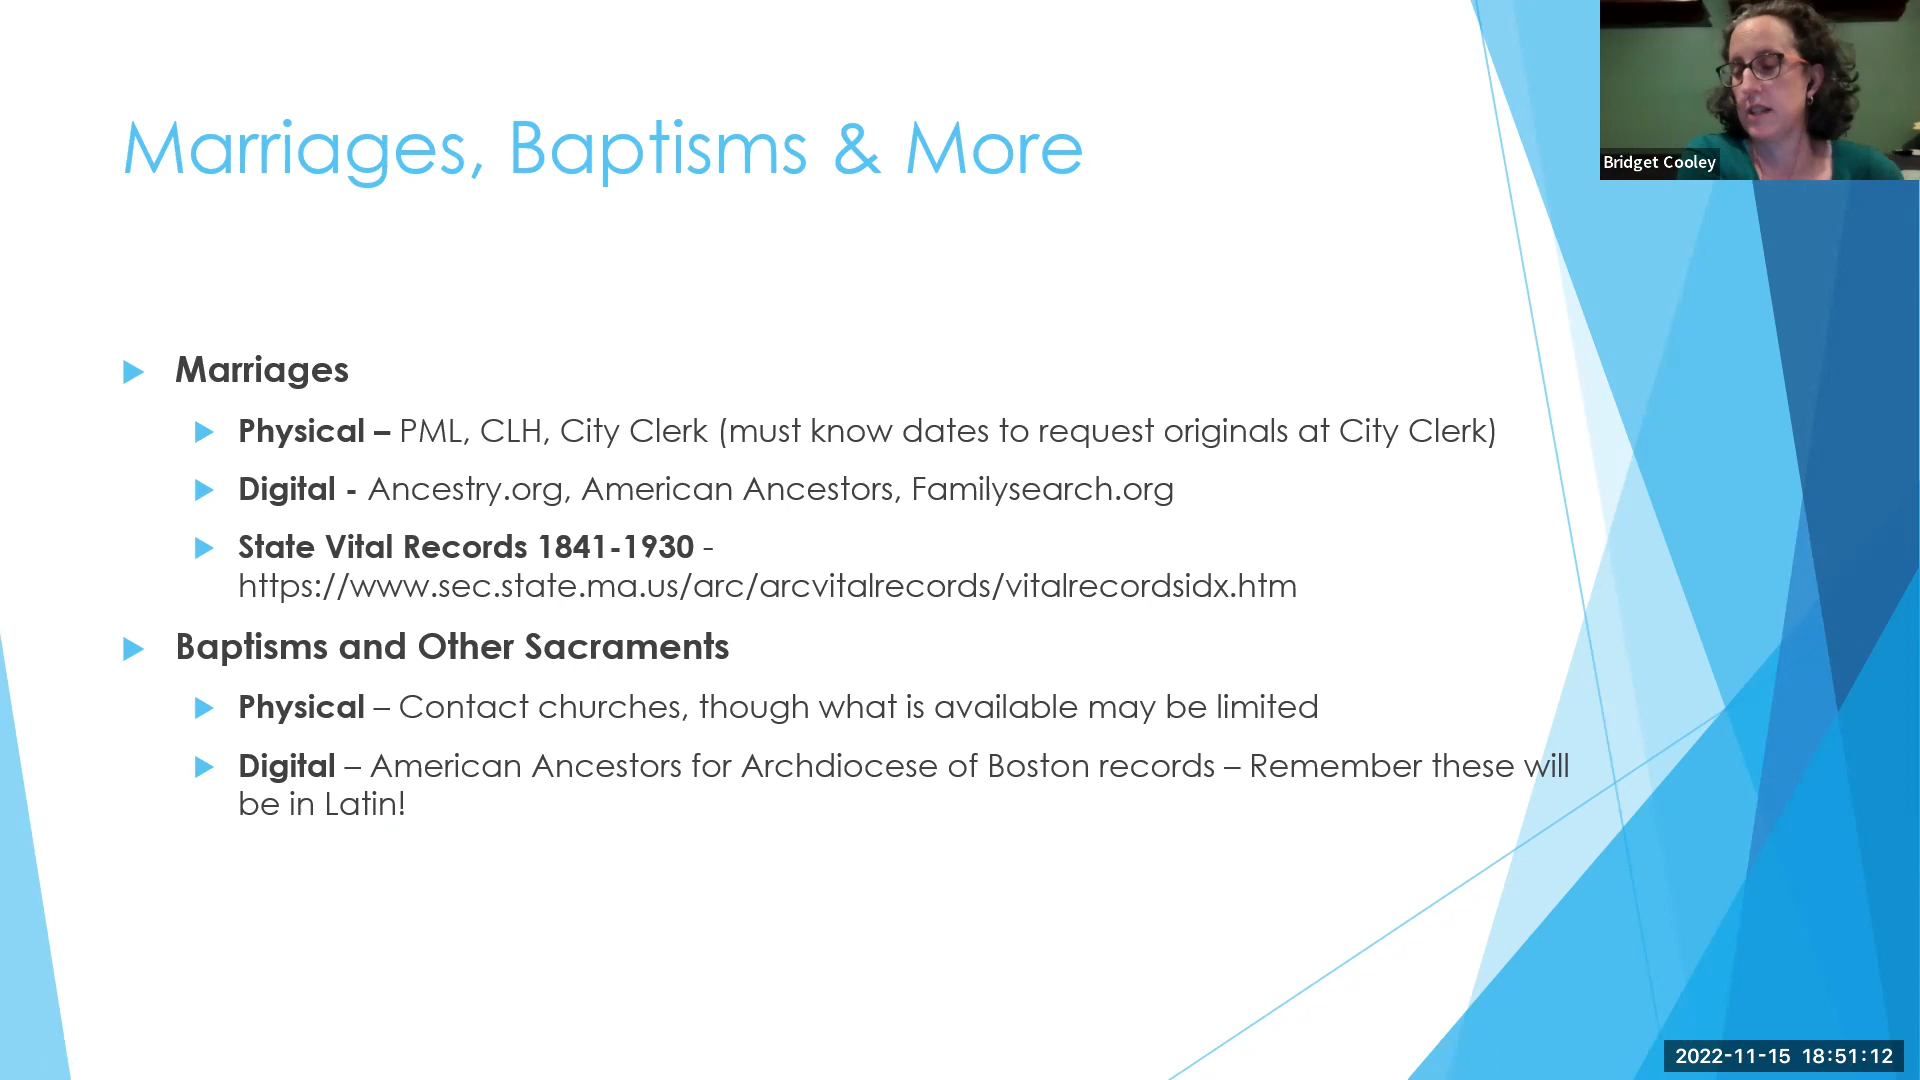 Marriages, Baptisms & More
Bridget Cooley
Marriages
Physical – PML, CLH, City Clerk (must know dates to request originals at City Clerk)
Digital - Ancestry.org, American Ancestors, Familysearch.org
State Vital Records 1841-1930 -
https://www.sec.state.ma.us/arc/arcvitalrecords/vitalrecordsidx.htm
Baptisms and Other Sacraments
Physical – Contact churches, though what is available may be limited
Digital – American Ancestors for Archdiocese of Boston records – Remember these will
be in Latin!
2022-11-15 18:51:12